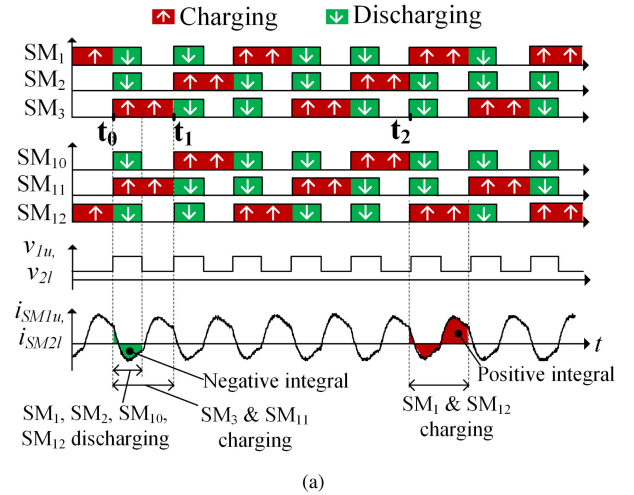 Charging Discharging
SM1
SM2
SM3
t0 t1 t2
SM10
SM11
SM12
v1u,
v2l
iSM1u,
iSM2l
t
Negative integral
Positive integral
SM1, SM2, SM10,
SM12 discharging
SM3 & SM11
charging
SM1 & SM12
charging
(a)